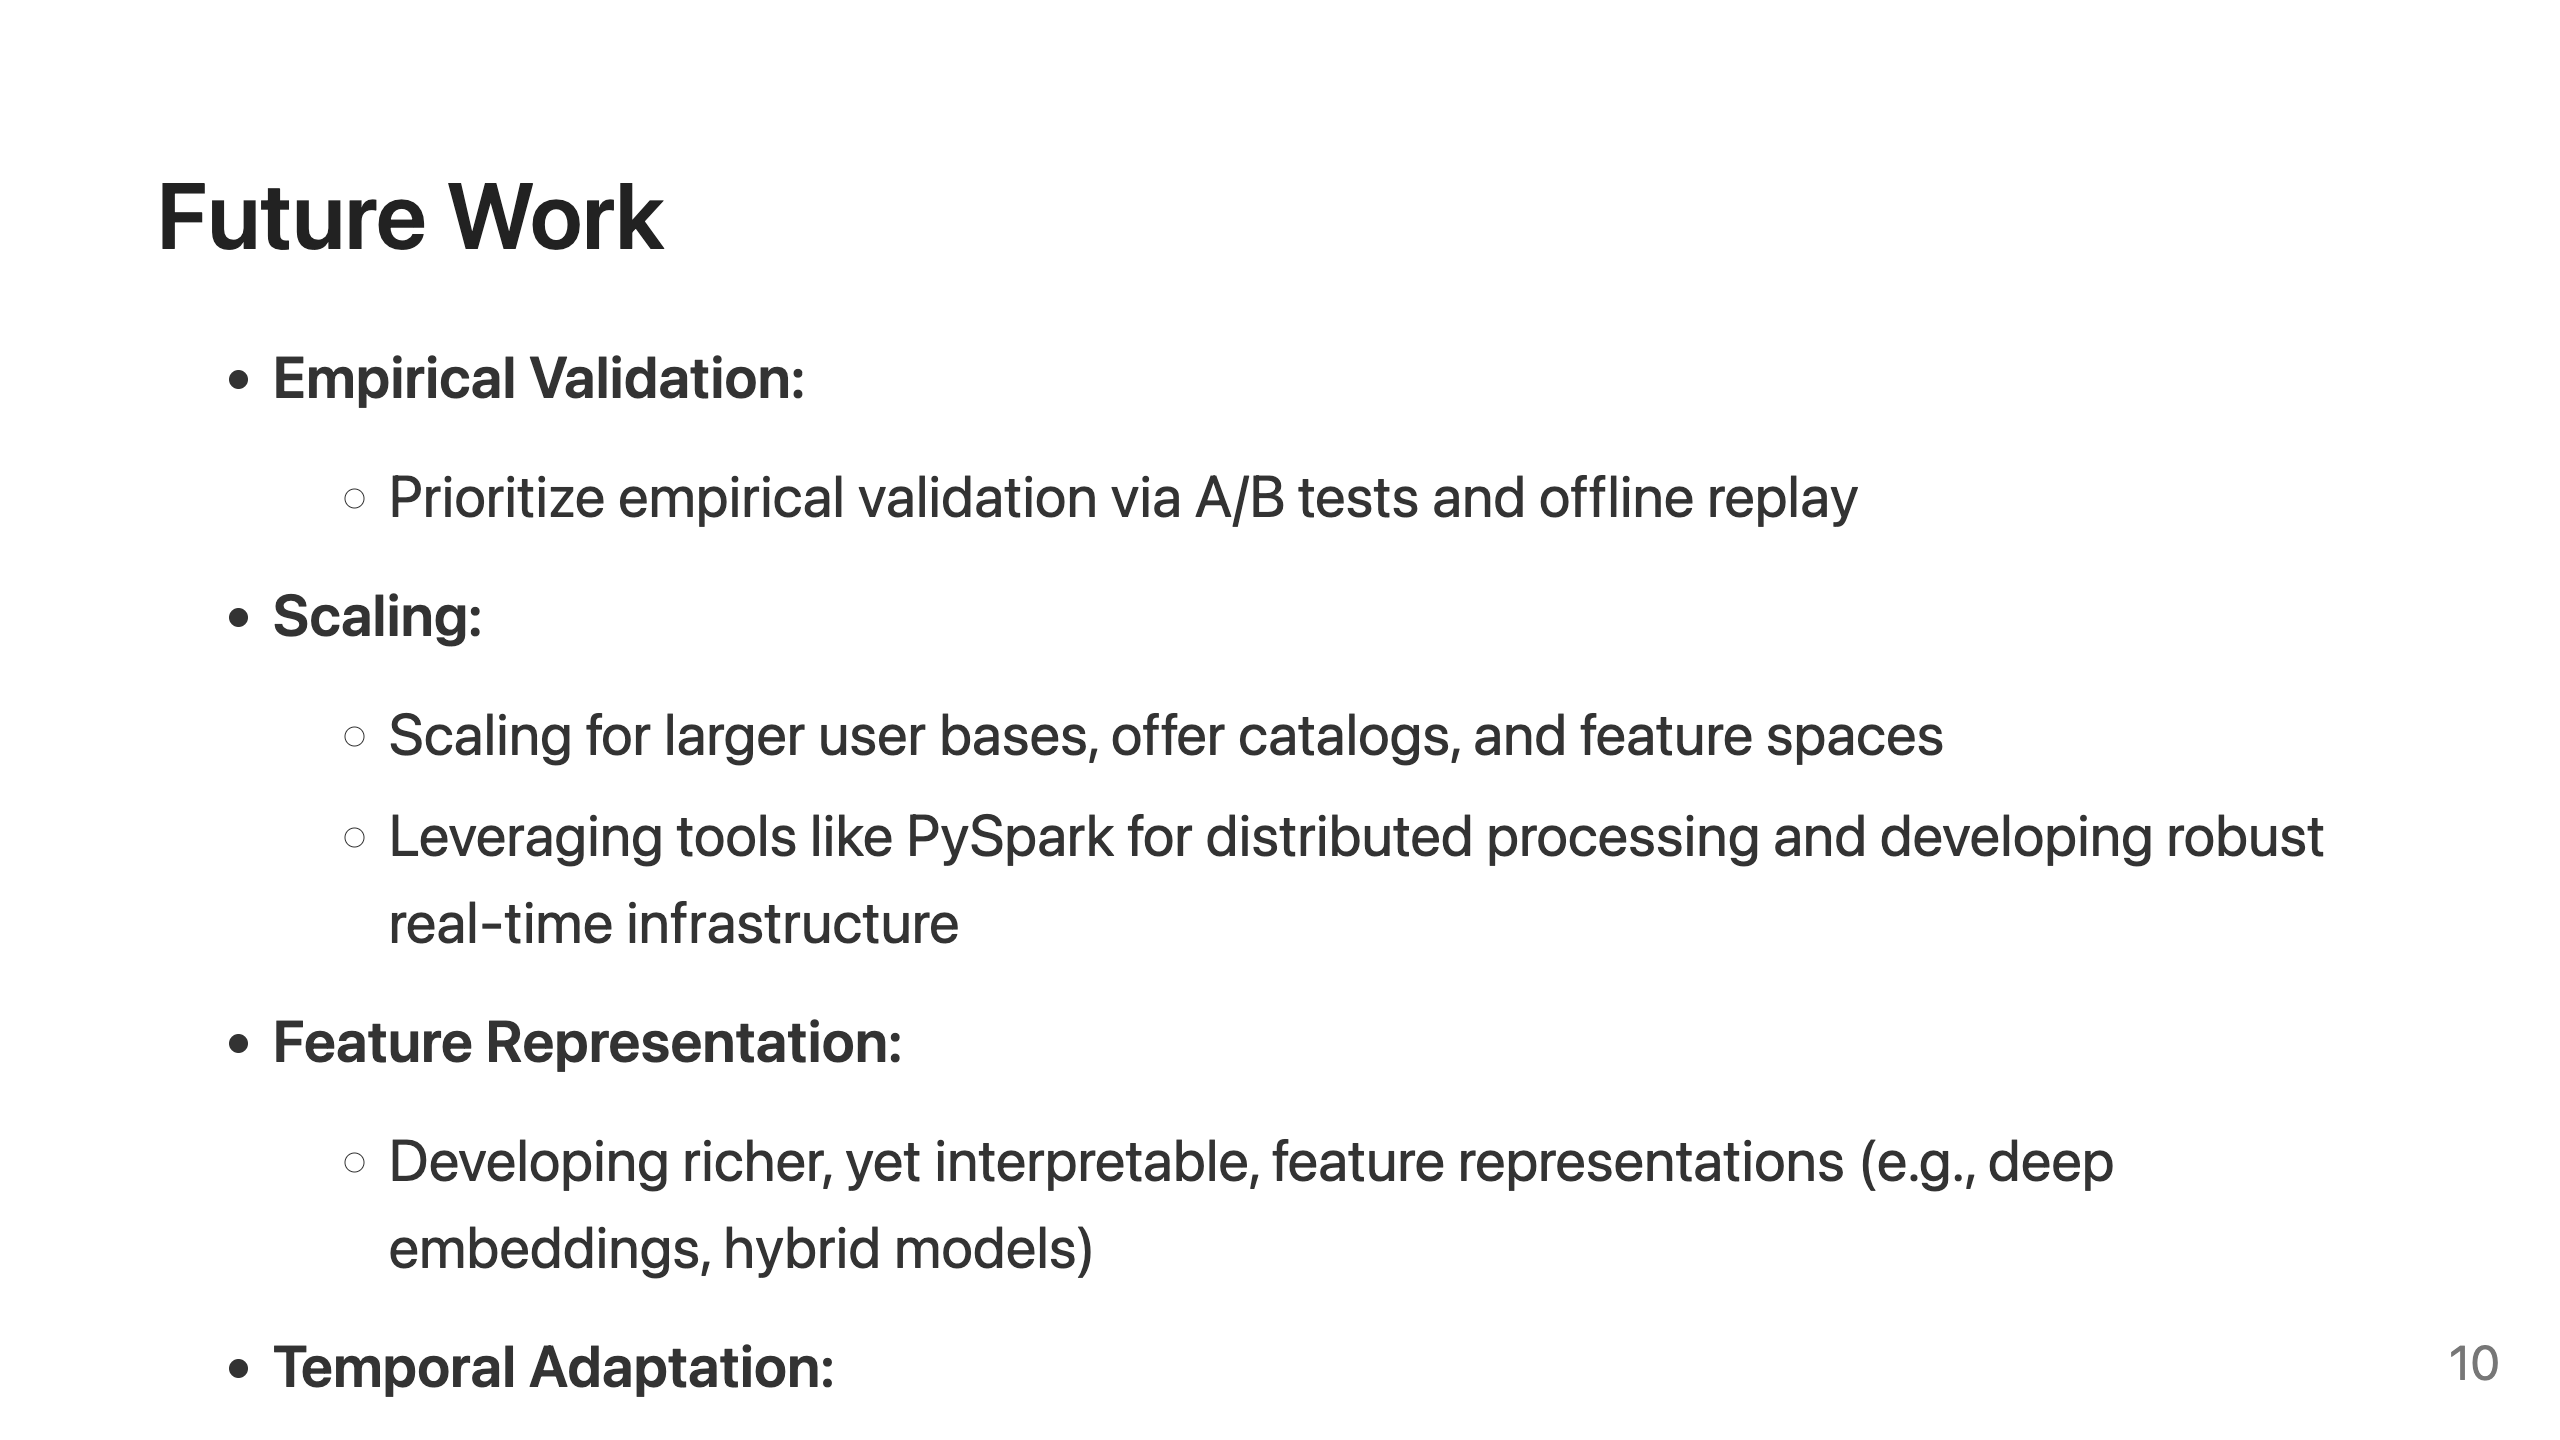 Future Work
• Empirical Validation:
○ Prioritize empirical validation via A/B tests and offline replay
• Scaling:
○ Scaling for larger user bases, offer catalogs, and feature spaces
○ Leveraging tools like PySpark for distributed processing and developing robust
real-time infrastructure
• Feature Representation:
○ Developing richer, yet interpretable, feature representations (e.g., deep
embeddings, hybrid models)
• Temporal Adaptation:
10